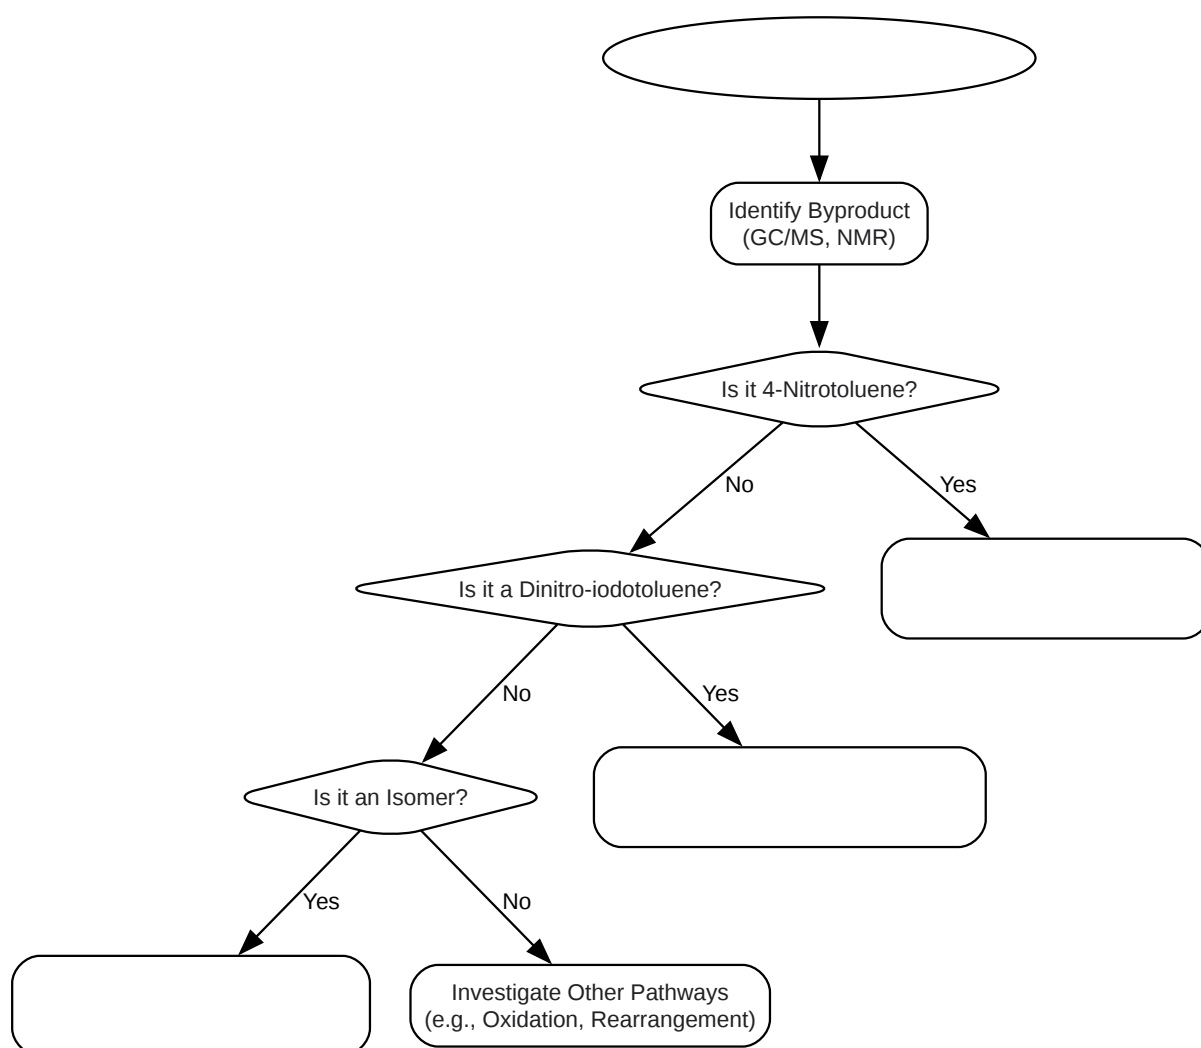 Identify Byproduct
(GC/MS, NMR)
Is it 4-Nitrotoluene?
No
Yes
Is it a Dinitro-iodotoluene?
No
Yes
Is it an Isomer?
Yes
No
Investigate Other Pathways
(e.g., Oxidation, Rearrangement)